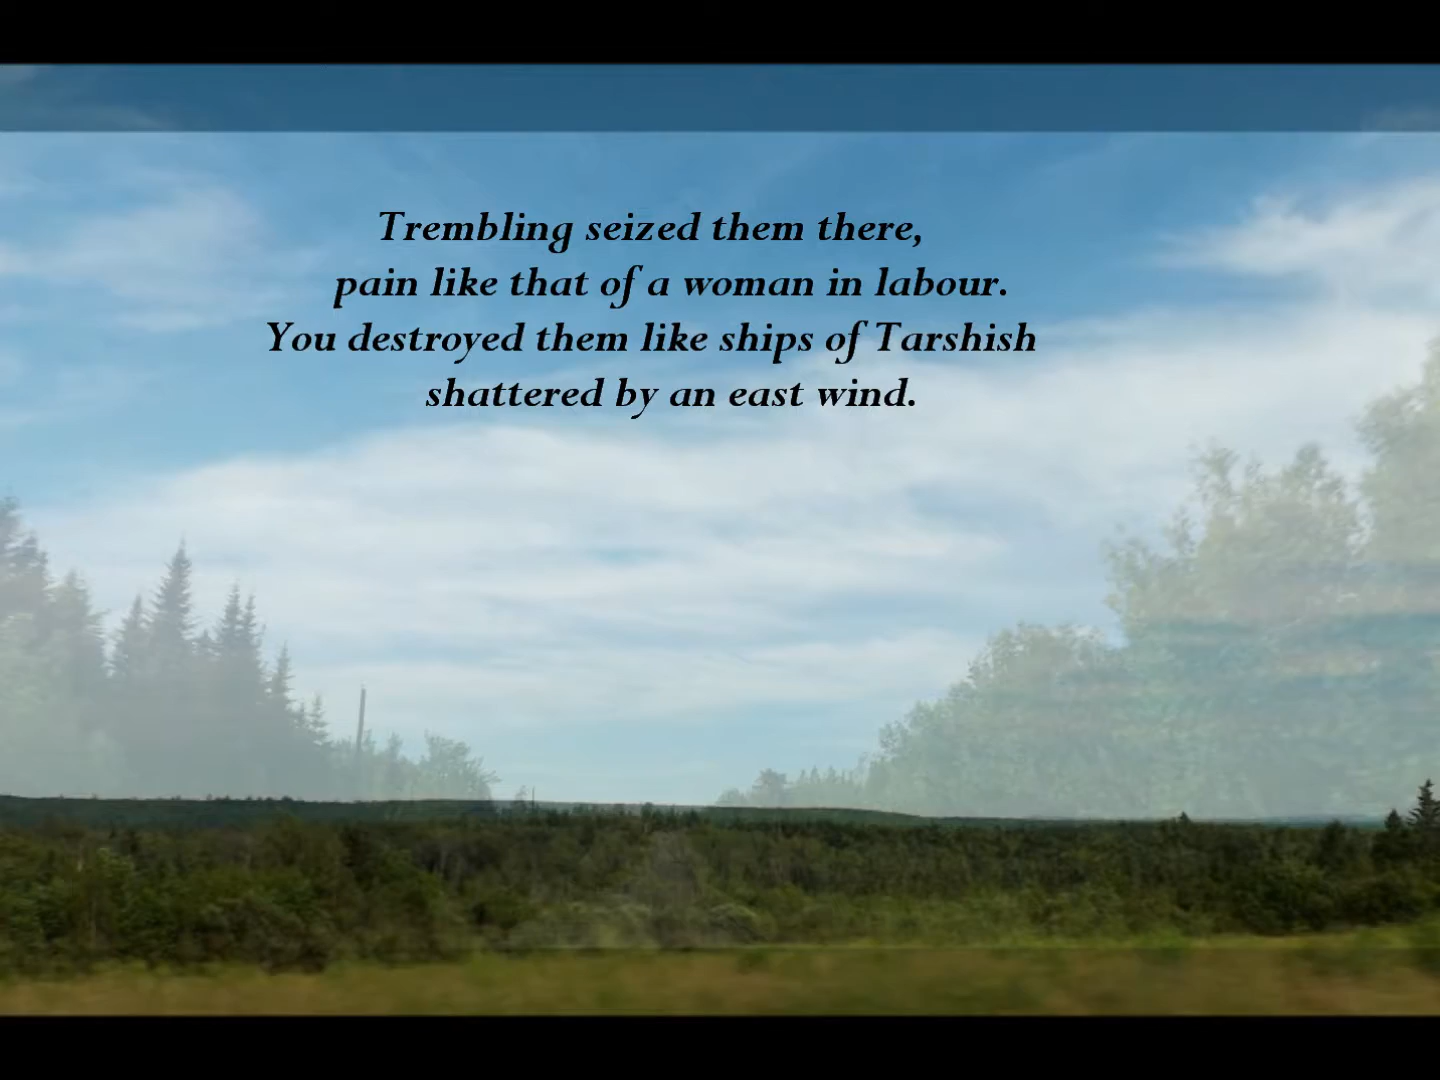 Trembling seized them there,
pain like that of a woman in labour.
You destroyed them like ships of Tarshish
shattered by an east wind.